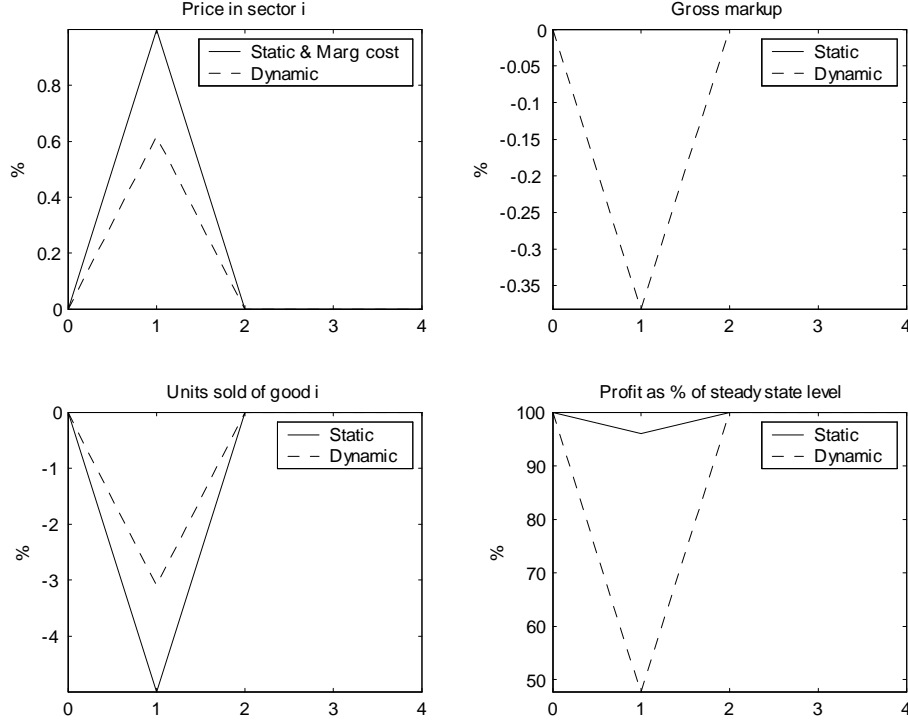 Price in sector i
Static & Marg cost
Dynamic
%
0.8
0.6
0.4
0.2
0
0 1 2 3 4
Gross markup
Static
Dynamic
%
0
-0.05
-0.1
-0.15
-0.2
-0.25
-0.3
-0.35
0 1 2 3 4
Units sold of good i
Static
Dynamic
%
0
-1
-2
-3
-4
0 1 2 3 4
Profit as % of steady state level
Static
Dynamic
%
100
90
80
70
60
50
0 1 2 3 4